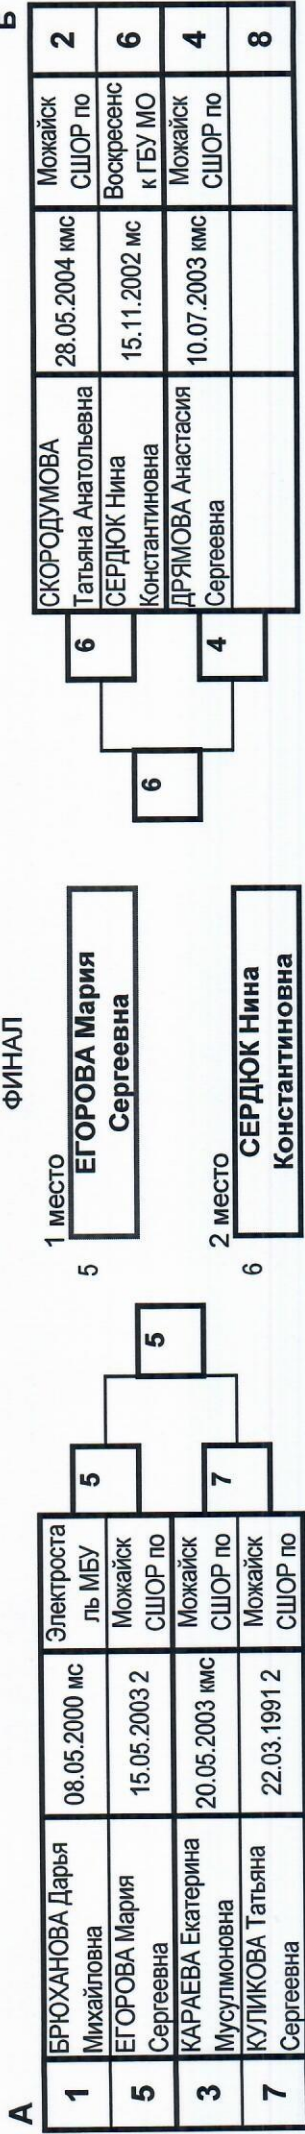 А
1
БРЮХАНОВА Дарья
Михайловна
08.05.2000 мс
Электроста
ль МБУ
5
ЕГОРОВА Мария
Сергеевна
15.05.2003 2
Можайск
СШОР по
3
КАРАЕВА Екатерина
Мусулмоновна
20.05.2003 кмс
Можайск
СШОР по
7
КУЛИКОВА Татьяна
Сергеевна
22.03.1991 2
Можайск
СШОР по
5
7
5
ФИНАЛ
1 место
5
ЕГОРОВА Мария
Сергеевна
2 место
6
СЕРДЮК Нина
Константиновна
Б
6
6
4
СКОРОДУМОВА
Татьяна Анатольевна
28.05.2004 кмс
Можайск
СШОР по
2
СЕРДЮК Нина
Константиновна
15.11.2002 мс
Воскресенс
к ГБУ МО
6
ДРЯМОВА Анастасия
Сергеевна
10.07.2003 кмс
Можайск
СШОР по
4
8